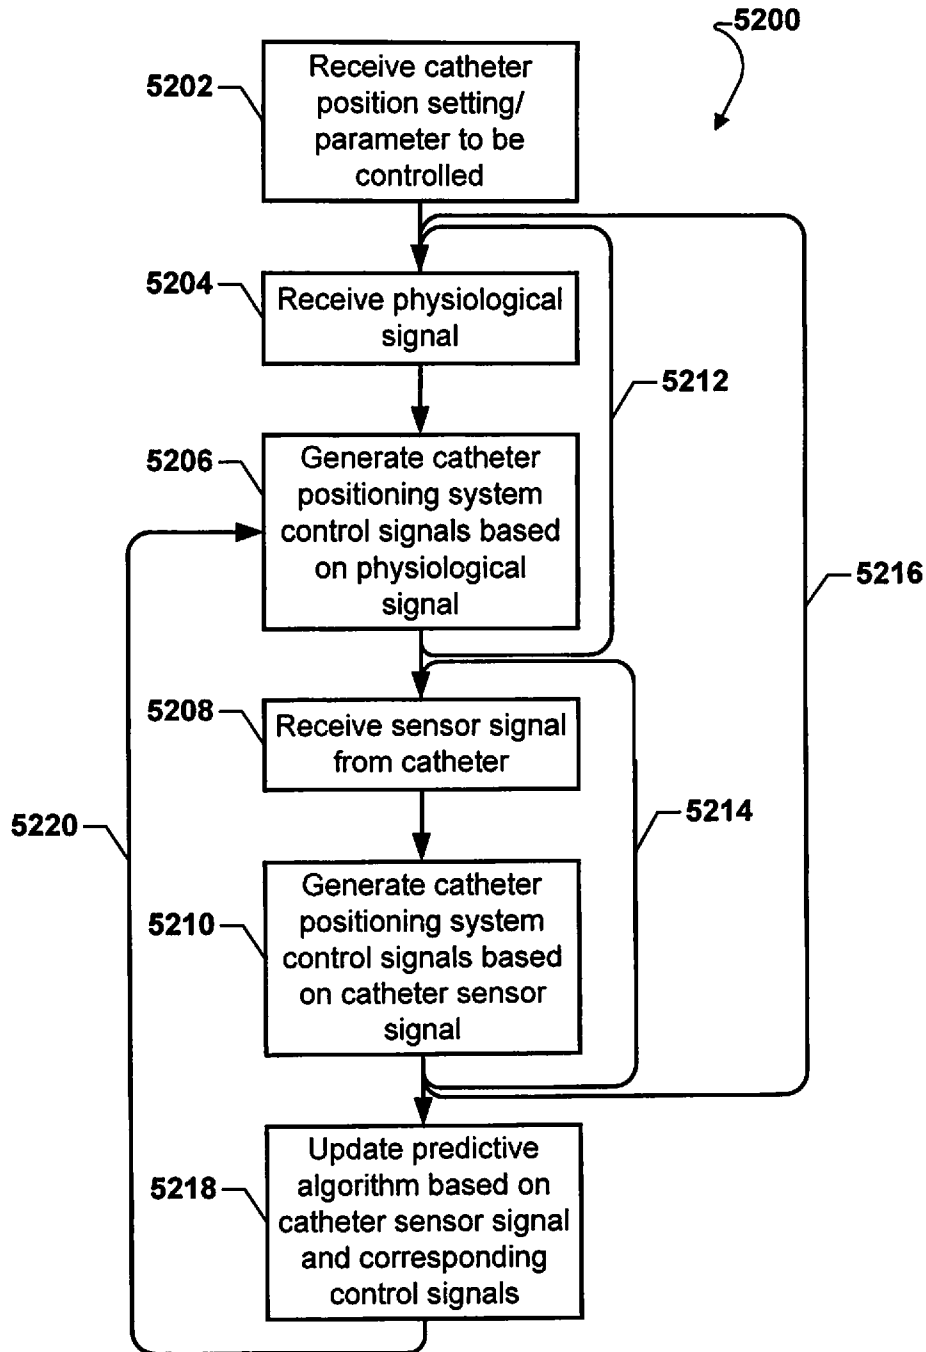 5200
5202
Receive catheter
position setting/
parameter to be
controlled
5204
Receive physiological
signal
5212
5206
Generate catheter
positioning system
control signals based
on physiological
signal
5216
5208
Receive sensor signal
from catheter
5220
5214
5210
Generate catheter
positioning system
control signals based
on catheter sensor
signal
5218
Update predictive
algorithm based on
catheter sensor signal
and corresponding
control signals